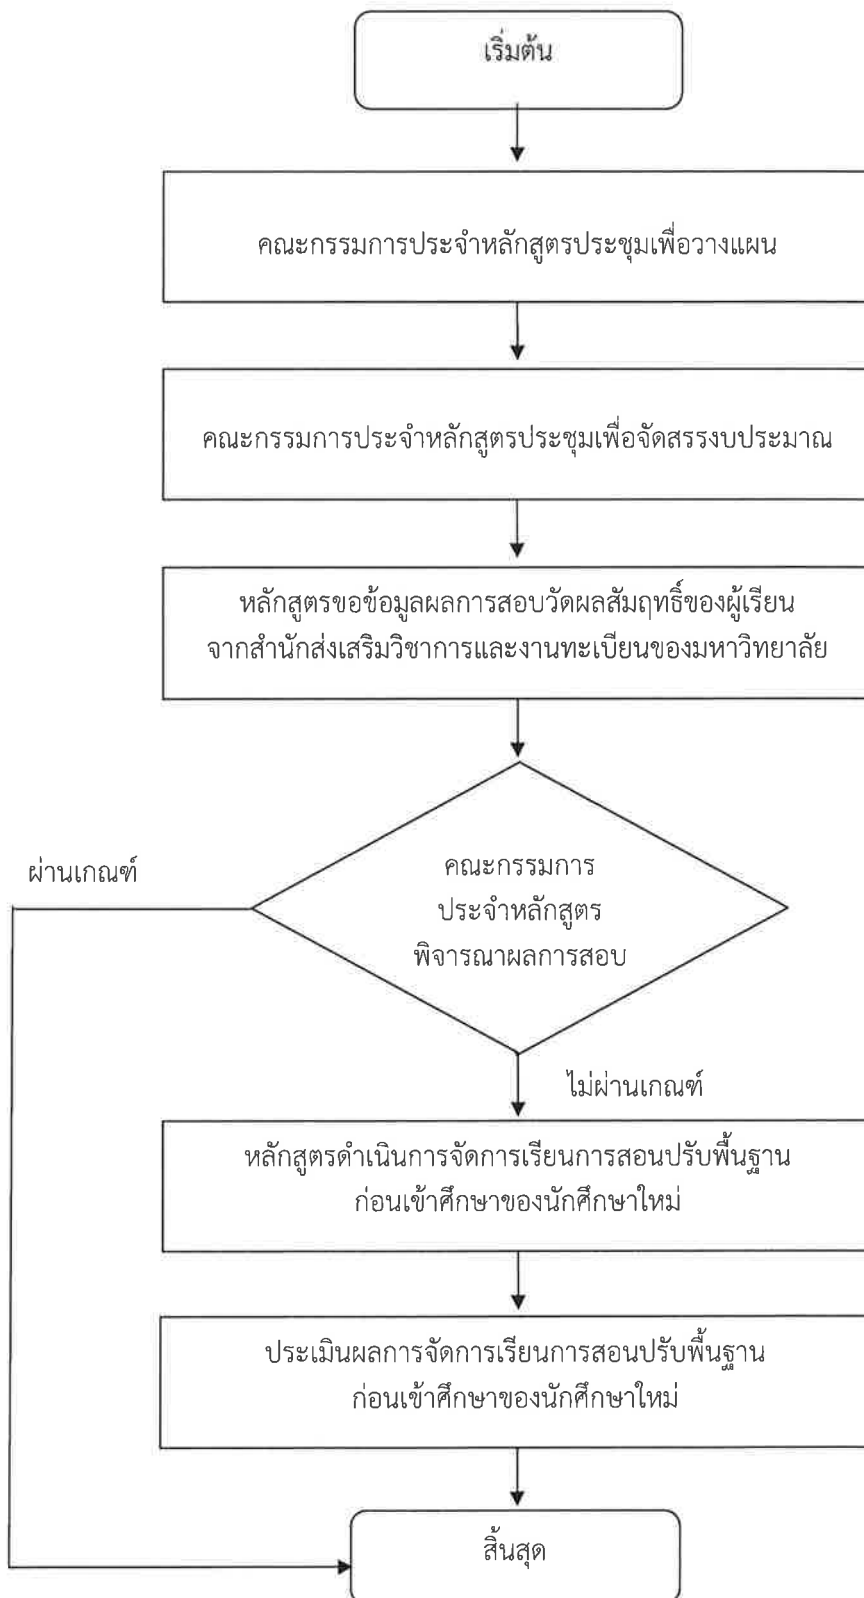 เริ่มต้น
คณะกรรมการประจำหลักสูตรประชุมเพื่อวางแผน
คณะกรรมการประจำหลักสูตรประชุมเพื่อจัดสรรงบประมาณ
หลักสูตรขอข้อมูลผลการสอบวัดผลสัมฤทธิ์ของผู้เรียน
จากสำนักส่งเสริมวิชาการและงานทะเบียนของมหาวิทยาลัย
ผ่านเกณฑ์
คณะกรรมการ
ประจำหลักสูตร
พิจารณาผลการสอบ
ไม่ผ่านเกณฑ์
หลักสูตรดำเนินการจัดการเรียนการสอนปรับพื้นฐาน
ก่อนเข้าศึกษาของนักศึกษาใหม่
ประเมินผลการจัดการเรียนการสอนปรับพื้นฐาน
ก่อนเข้าศึกษาของนักศึกษาใหม่
สิ้นสุด